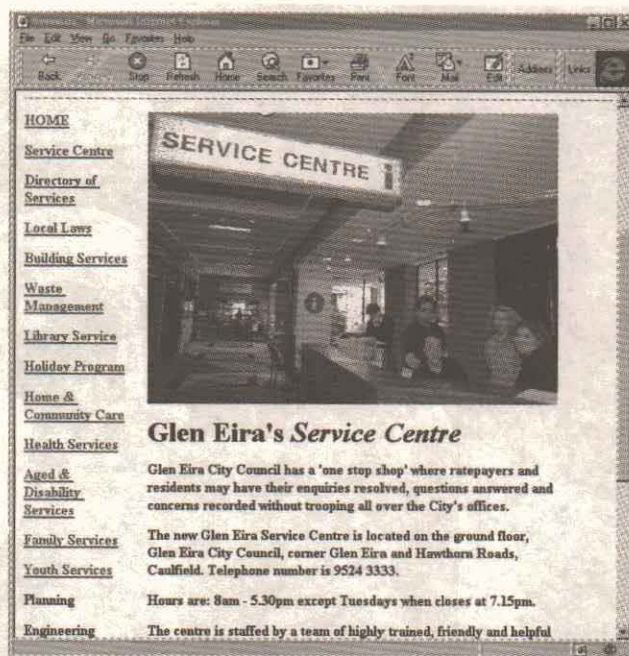 Microsoft Internet Explorer
File Edit View Go Favorites Help
Back Stop Refresh Home Search Favorites Print Font Mail Edit Address Links
HOME
Service Centre
Directory of
Services
Local Laws
Building Services
Waste
Management
Library Service
Holiday Program
Home &
Community Care
Health Services
Aged &
Disability
Services
Family Services
Youth Services
Planning
Engineering
SERVICE CENTRE i
i
Glen Eira's Service Centre
Glen Eira City Council has a 'one stop shop' where ratepayers and
residents may have their enquiries resolved, questions answered and
concerns recorded without trooping all over the City's offices.
The new Glen Eira Service Centre is located on the ground floor,
Glen Eira City Council, corner Glen Eira and Hawthorn Roads,
Caulfield. Telephone number is 9524 3333.
Hours are: 8am - 5.30pm except Tuesdays when closes at 7.15pm.
The centre is staffed by a team of highly trained, friendly and helpful